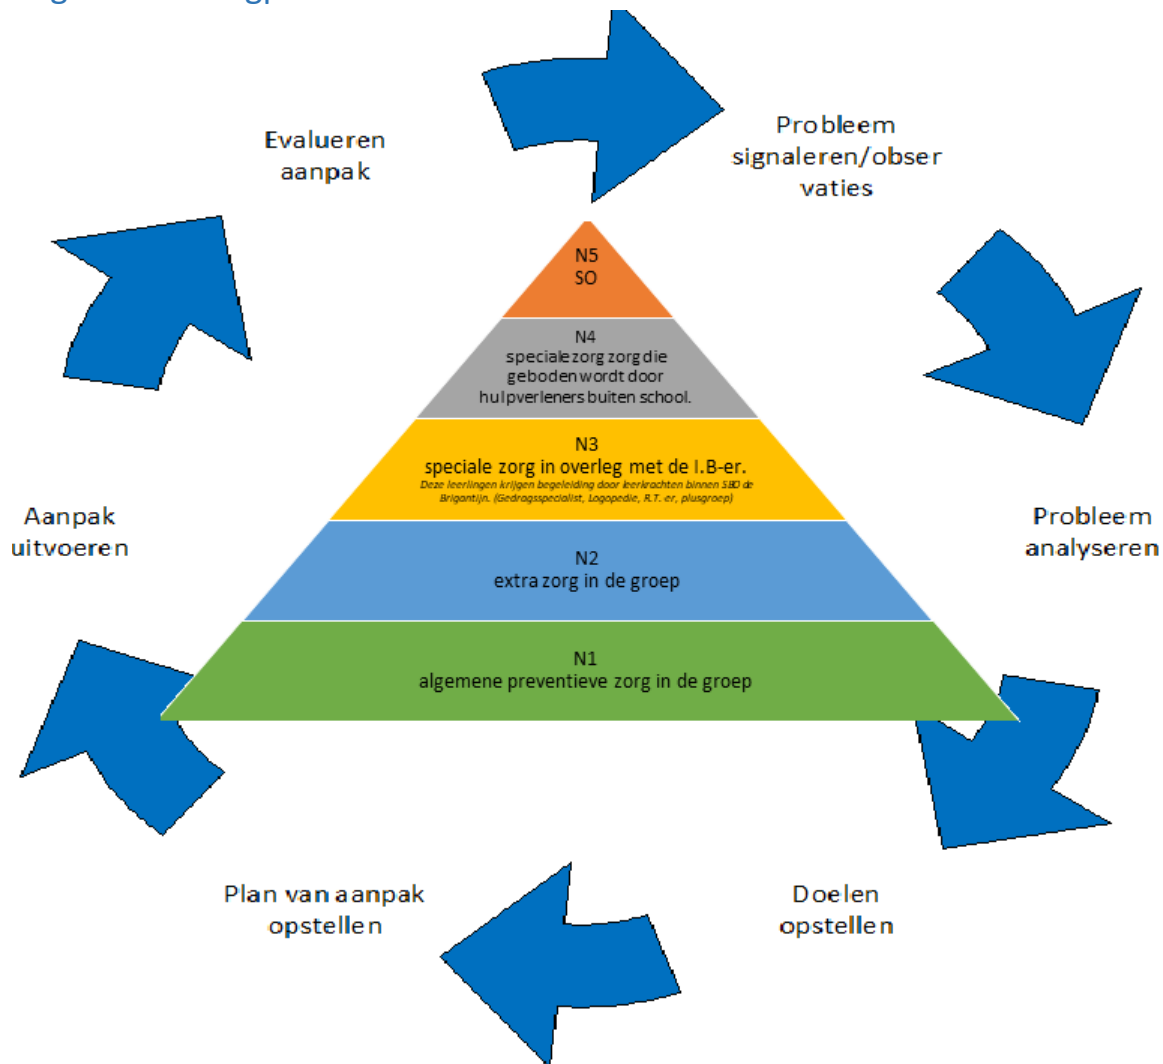 Evalueren
aanpak
Probleem
signaleren/obser
vaties
N5
SO
N4
speciale zorg zorg die
geboden wordt door
hulpverleners buiten school.
N3
speciale zorg in overleg met de I.B-er.
Deze leerlingen krijgen begeleiding door leerkrachten binnen SBO de
Brigantijn. (Gedragsspecialist, Logopedie, R.T. er, plusgroep)
Aanpak
uitvoeren
Probleem
analyseren
N2
extra zorg in de groep
N1
algemene preventieve zorg in de groep
Plan van aanpak
opstellen
Doelen
opstellen